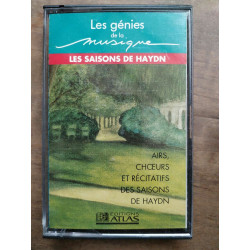 Les génies
de la
musique
LES SAISONS DE HAYDN
AIRS,
CHŒURS
ET RÉCITATIFS
DES SAISONS
DE HAYDN
EDITIONS
ATLAS